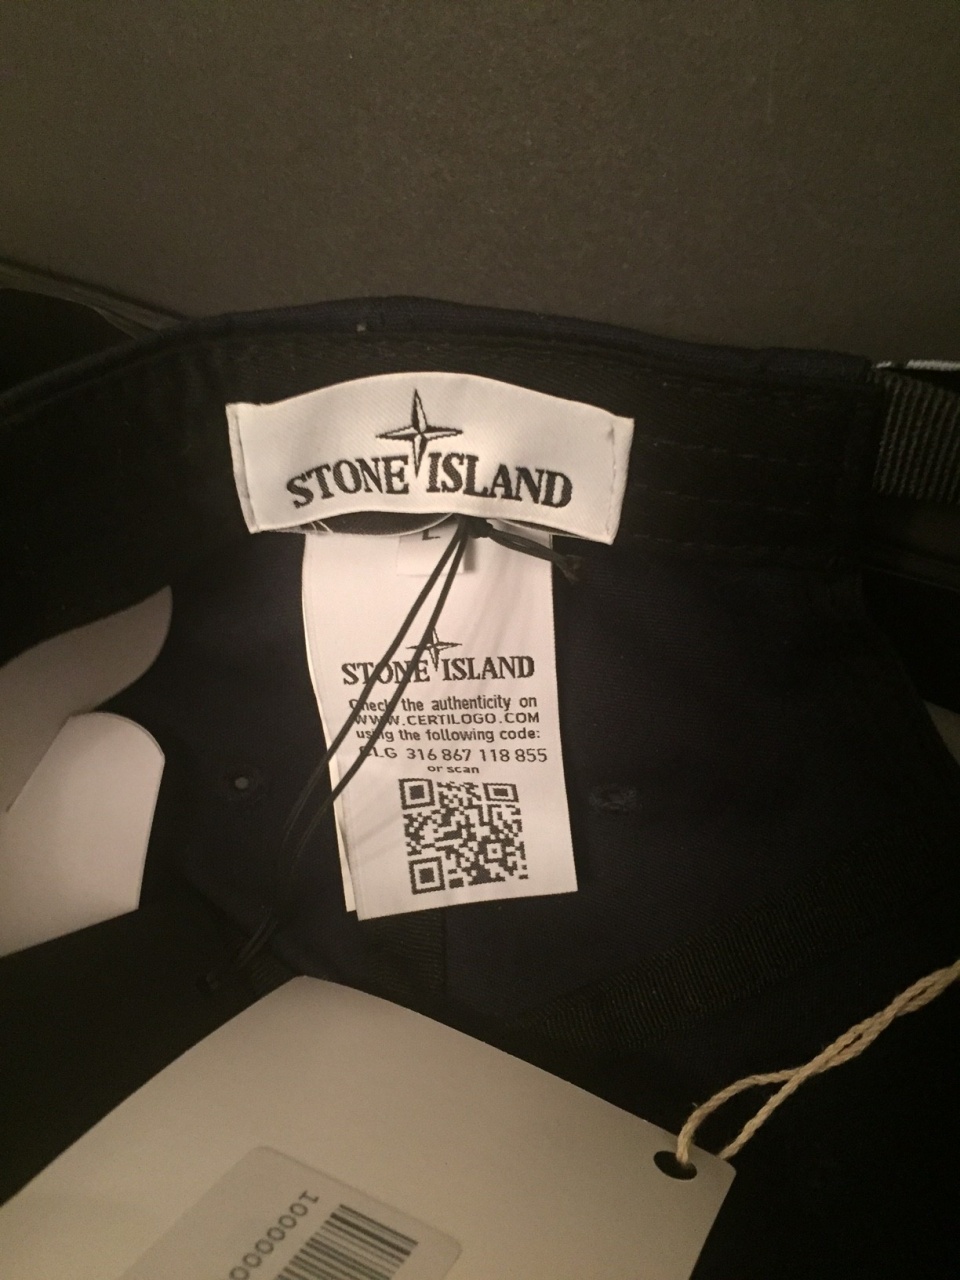 STONE ISLAND
L
STONE ISLAND
Check the authenticity on
WWW.CERTILOGO.COM
using the following code:
CLG 316 867 118 855
or scan